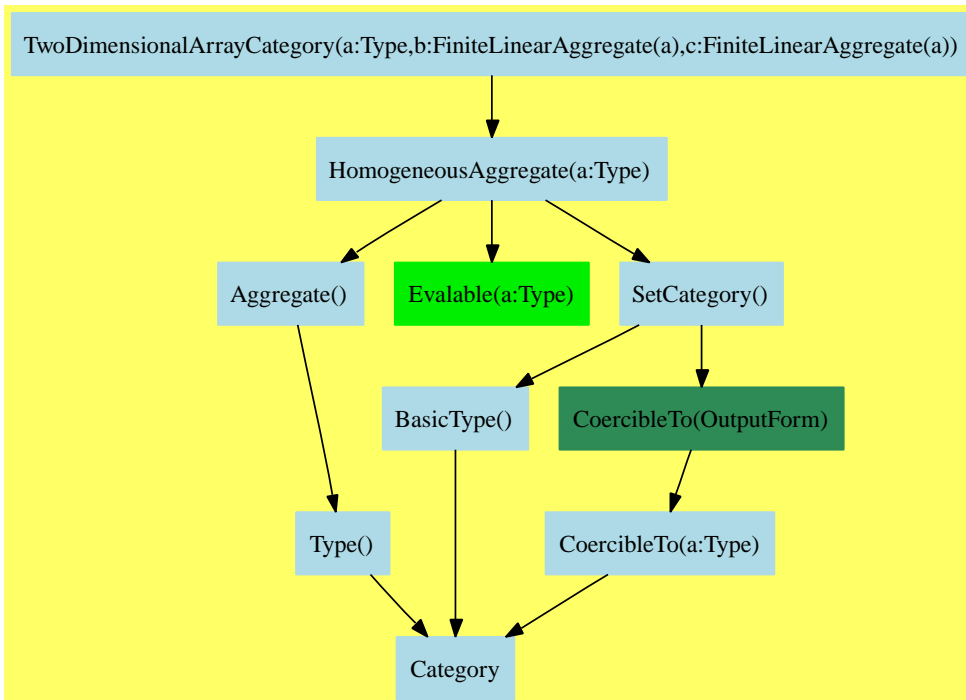 TwoDimensionalArrayCategory(a:Type,b:FiniteLinearAggregate(a),c:FiniteLinearAggregate(a))
HomogeneousAggregate(a:Type)
Aggregate()
Evalable(a:Type)
SetCategory()
BasicType()
CoercibleTo(OutputForm)
Type()
CoercibleTo(a:Type)
Category